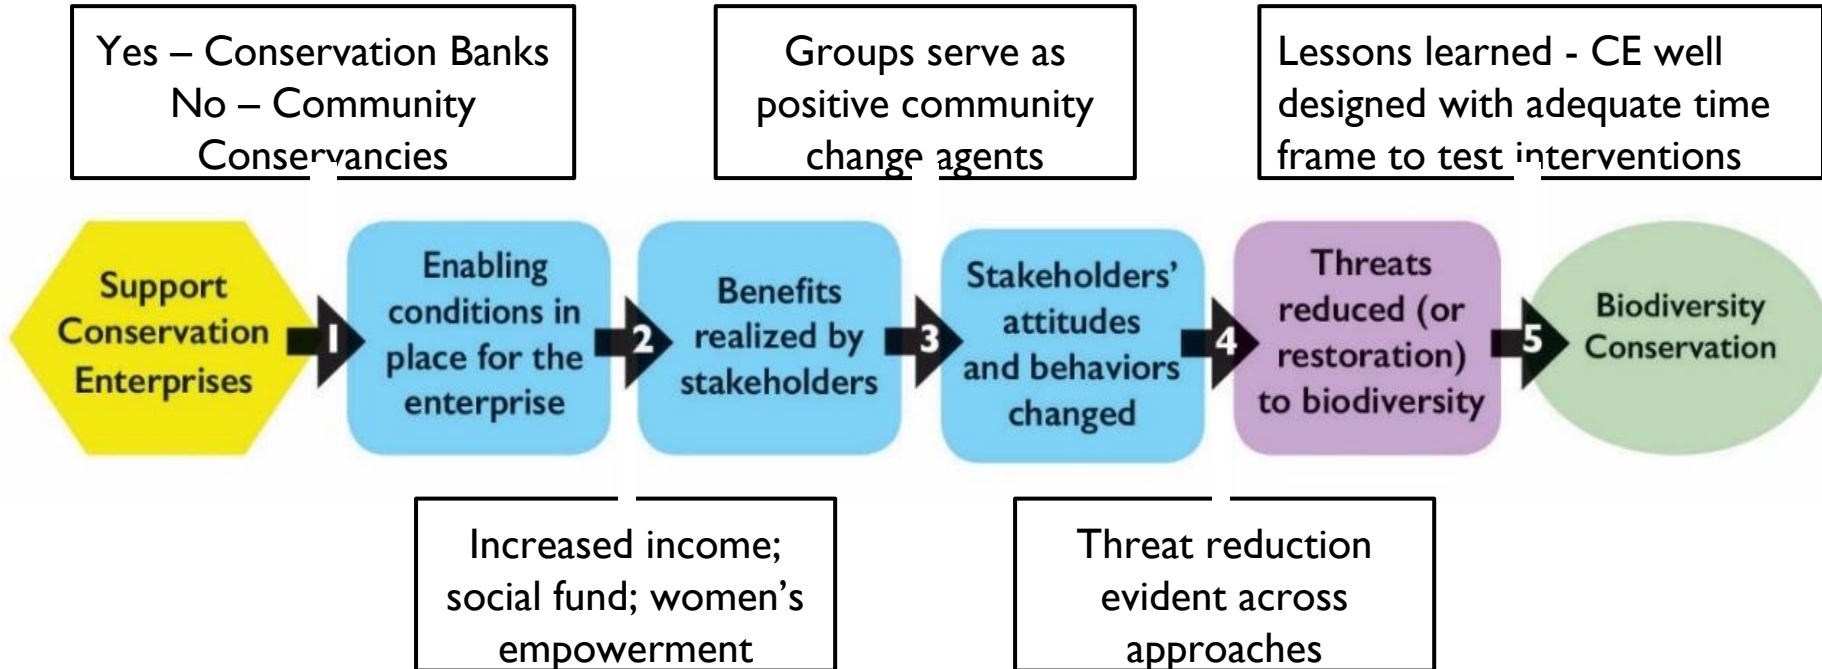 Yes – Conservation Banks
No – Community
Conservancies
Groups serve as
positive community
change agents
Lessons learned - CE well
designed with adequate time
frame to test interventions
Support
Conservation
Enterprises
1
Enabling
conditions in
place for the
enterprise
2
Benefits
realized by
stakeholders
3
Stakeholders’
attitudes
and behaviors
changed
4
Threats
reduced (or
restoration)
to biodiversity
5
Biodiversity
Conservation
Increased income;
social fund; women’s
empowerment
Threat reduction
evident across
approaches